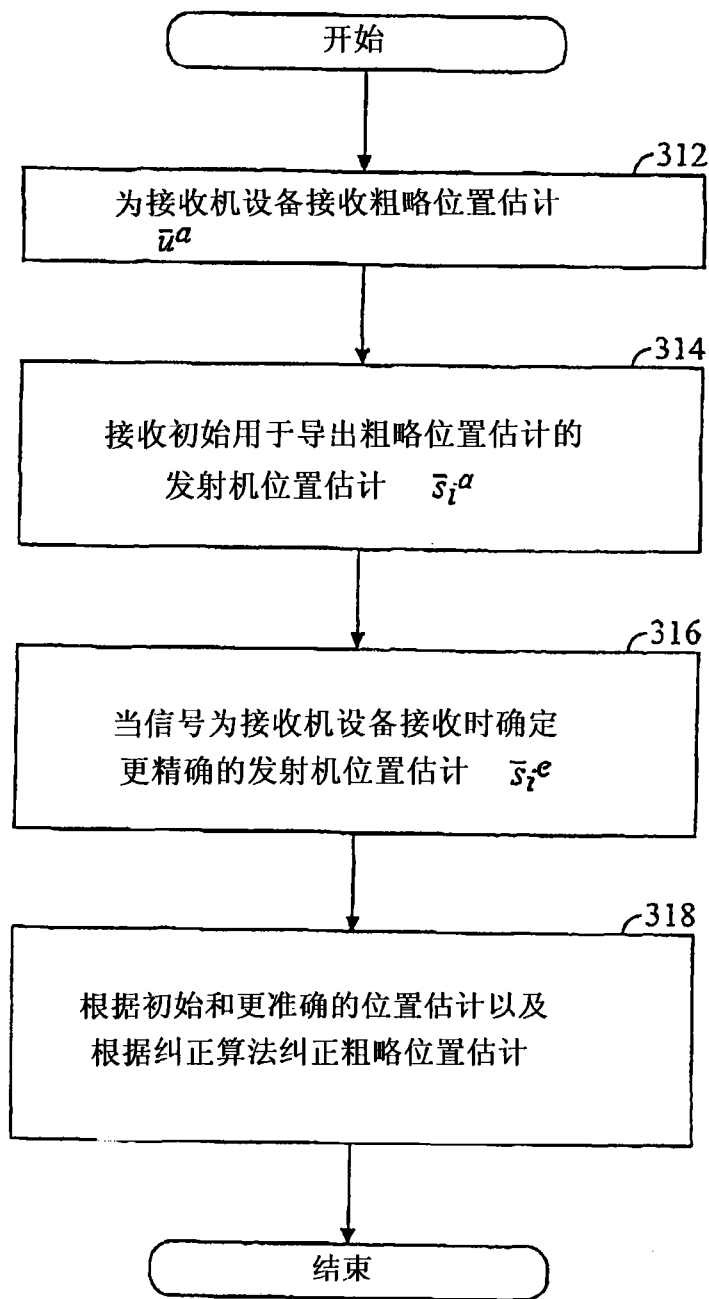 开始
312
为接收机设备接收粗略位置估计
ūᵃ
314
接收初始用于导出粗略位置估计的
发射机位置估计 s̄ᵢᵃ
316
当信号为接收机设备接收时确定
更精确的发射机位置估计 s̄ᵢᵉ
318
根据初始和更准确的位置估计以及
根据纠正算法纠正粗略位置估计
结束